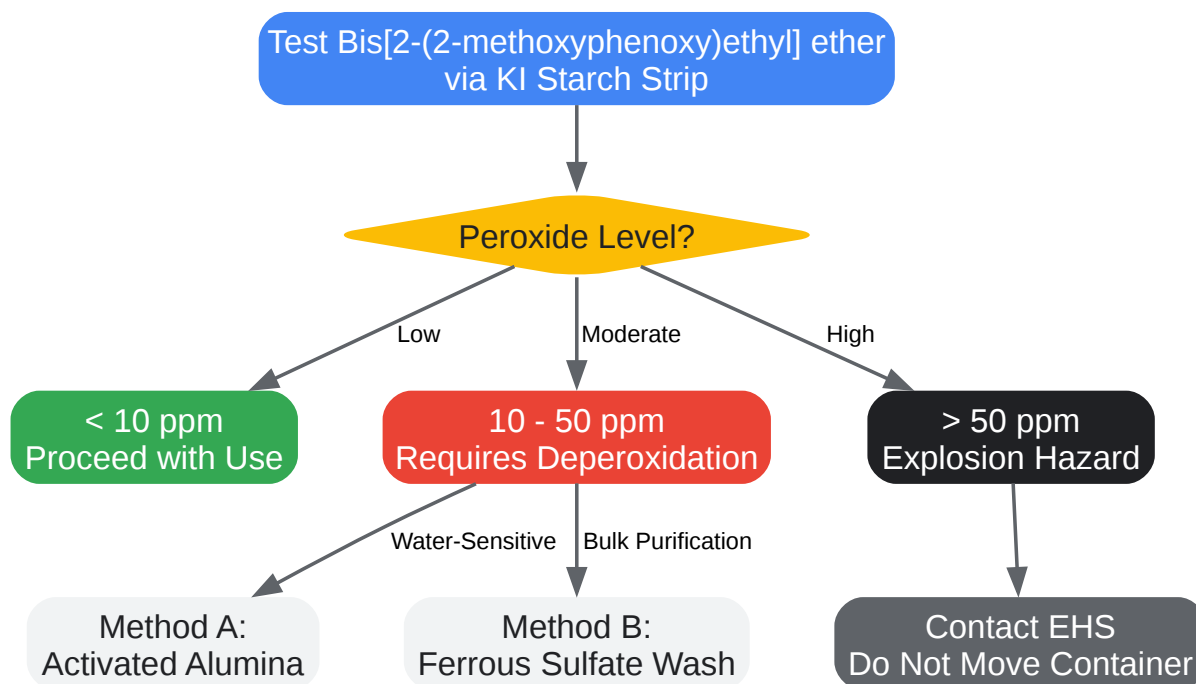 Test Bis[2-(2-methoxyphenoxy)ethyl] ether
via KI Starch Strip
Peroxide Level?
Low
Moderate
High
< 10 ppm
Proceed with Use
10 - 50 ppm
Requires Deperoxidation
> 50 ppm
Explosion Hazard
Water-Sensitive
Bulk Purification
Method A:
Activated Alumina
Method B:
Ferrous Sulfate Wash
Contact EHS
Do Not Move Container